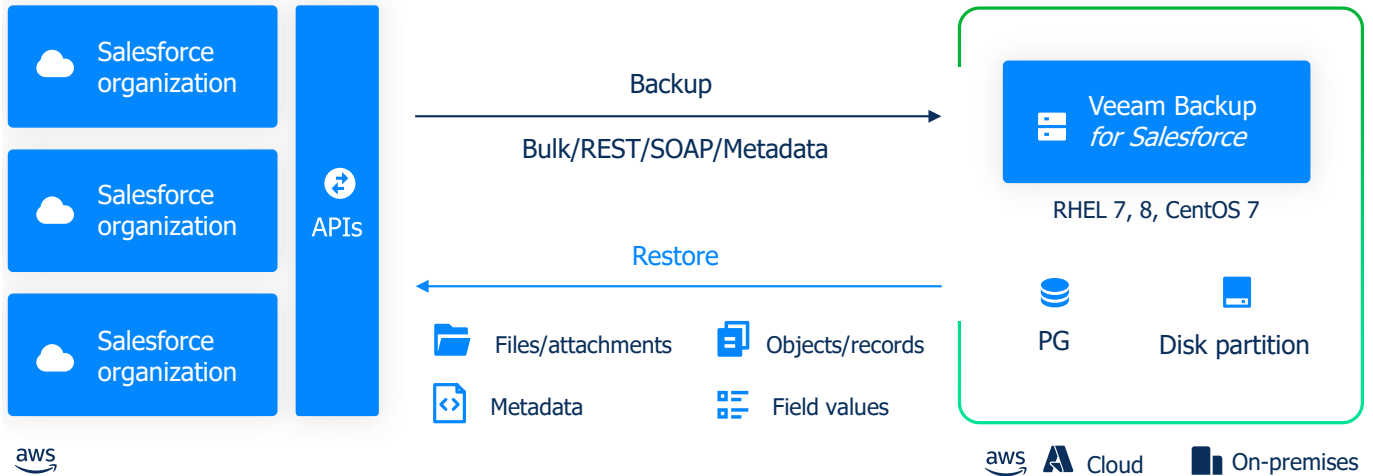 Salesforce
organization
Salesforce
organization
Salesforce
organization
APIs
aws
Backup
Bulk/REST/SOAP/Metadata
Restore
Files/attachments
Objects/records
Metadata
Field values
Veeam Backup
for Salesforce
RHEL 7, 8, CentOS 7
PG
Disk partition
aws
Cloud
On-premises